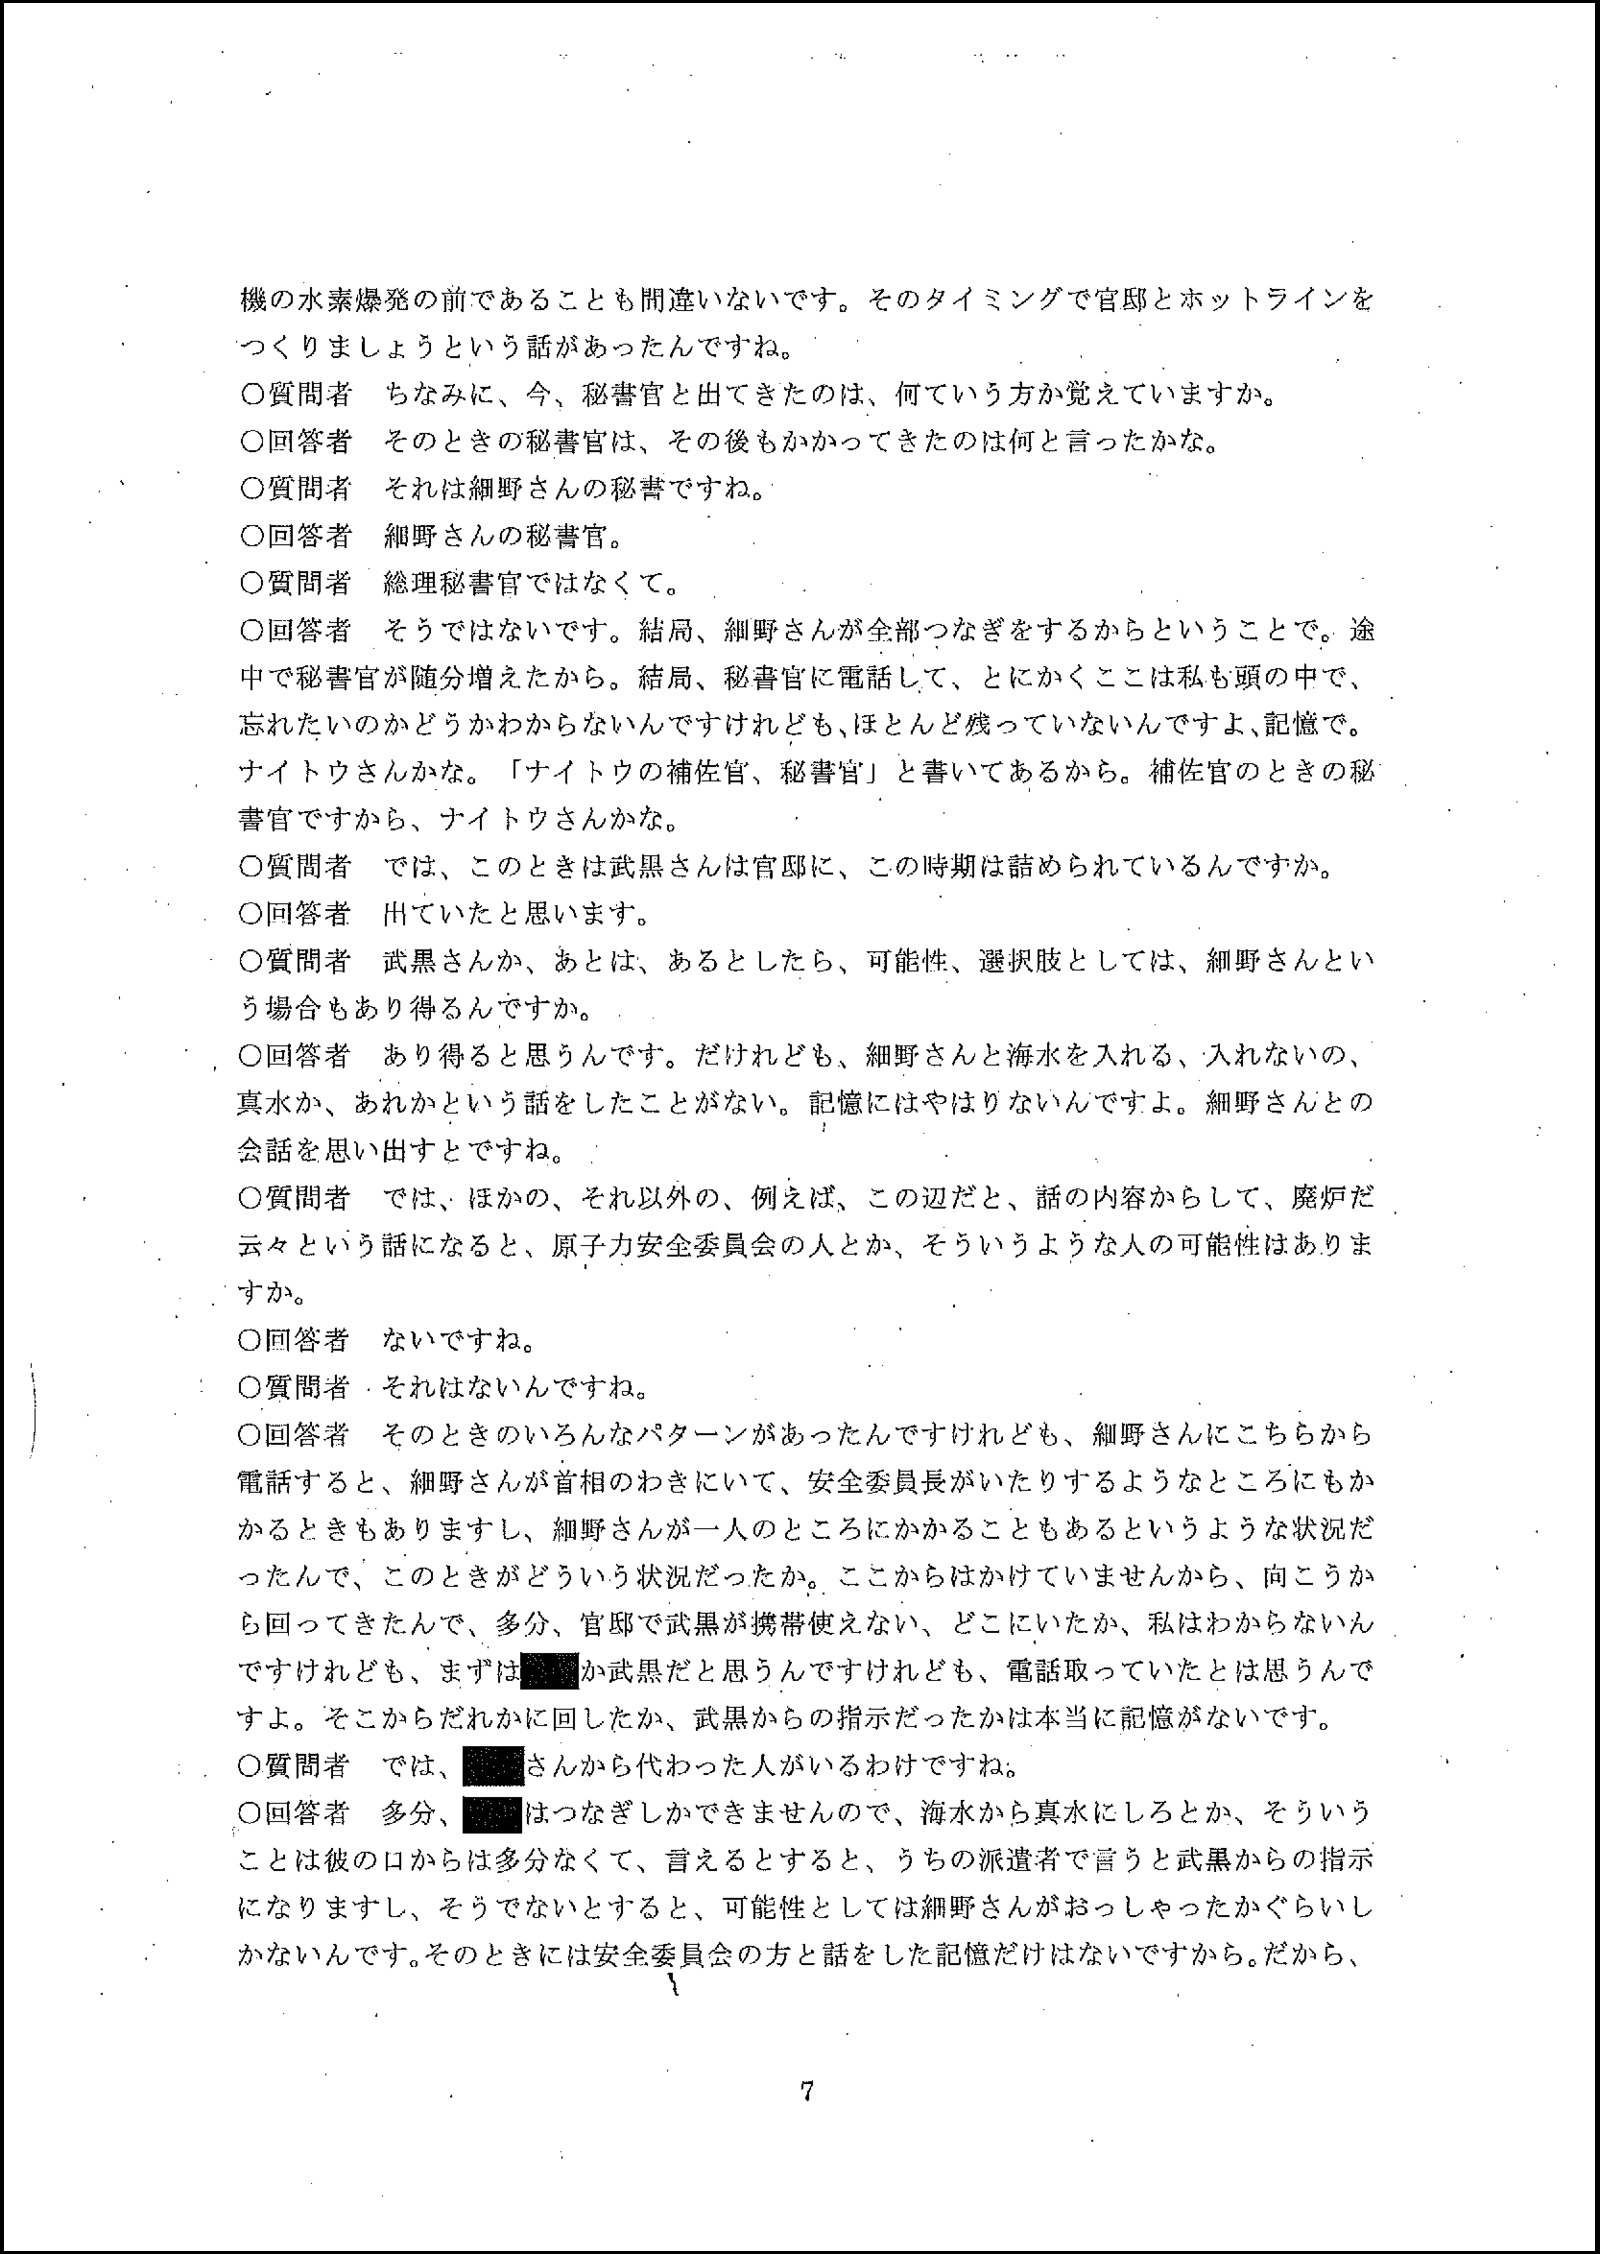 機の水素爆発の前であることも間違いないです。そのタイミングで官邸とホットラインを
つくりましょうという話があったんですね。
○質問者　ちなみに、今、秘書官と出てきたのは、何ていう方か覚えていますか。
○回答者　そのときの秘書官は、その後もかかってきたのは何と言ったかな。
○質問者　それは細野さんの秘書ですね。
○回答者　細野さんの秘書官。
○質問者　総理秘書官ではなくて。
○回答者　そうではないです。結局、細野さんが全部つなぎをするからということで。途
中で秘書官が随分増えたから。結局、秘書官に電話して、とにかくここは私も頭の中で、
忘れたいのかどうかわからないんですけれども、ほとんど残っていないんですよ、記憶で。
ナイトウさんかな。「ナイトウの補佐官、秘書官」と書いてあるから。補佐官のときの秘
書官ですから、ナイトウさんかな。
○質問者　では、このときは武黒さんは官邸に、この時期は詰められているんですか。
○回答者　出ていたと思います。
○質問者　武黒さんか、あとは、あるとしたら、可能性、選択肢としては、細野さんとい
う場合もあり得るんですか。
○回答者　あり得ると思うんです。だけれども、細野さんと海水を入れる、入れないの、
真水か、あれかという話をしたことがない。記憶にはやはりないんですよ。細野さんとの
会話を思い出すとですね。
○質問者　では、ほかの、それ以外の、例えば、この辺だと、話の内容からして、廃炉だ
云々という話になると、原子力安全委員会の人とか、そういうような人の可能性はありま
すか。
○回答者　ないですね。
○質問者　それはないんですね。
○回答者　そのときのいろんなパターンがあったんですけれども、細野さんにこちらから
電話すると、細野さんが首相のわきにいて、安全委員長がいたりするようなところにもか
かるときもありますし、細野さんが一人のところにかかることもあるというような状況だ
ったんで、このときがどういう状況だったか。ここからはかけていませんから、向こうか
ら回ってきたんで、多分、官邸で武黒が携帯使えない、どこにいたか、私はわからないん
ですけれども、まずはか武黒だと思うんですけれども、電話取っていたとは思うんで
すよ。そこからだれかに回したか、武黒からの指示だったかは本当に記憶がないです。
○質問者　では、さんから代わった人がいるわけですね。
○回答者　多分、はつなぎしかできませんので、海水から真水にしろとか、そういう
ことは彼の口からは多分なくて、言えるとすると、うちの派遣者で言うと武黒からの指示
になりますし、そうでないとすると、可能性としては細野さんがおっしゃったかぐらいし
かないんです。そのときには安全委員会の方と話をした記憶だけはないですから。だから、
7